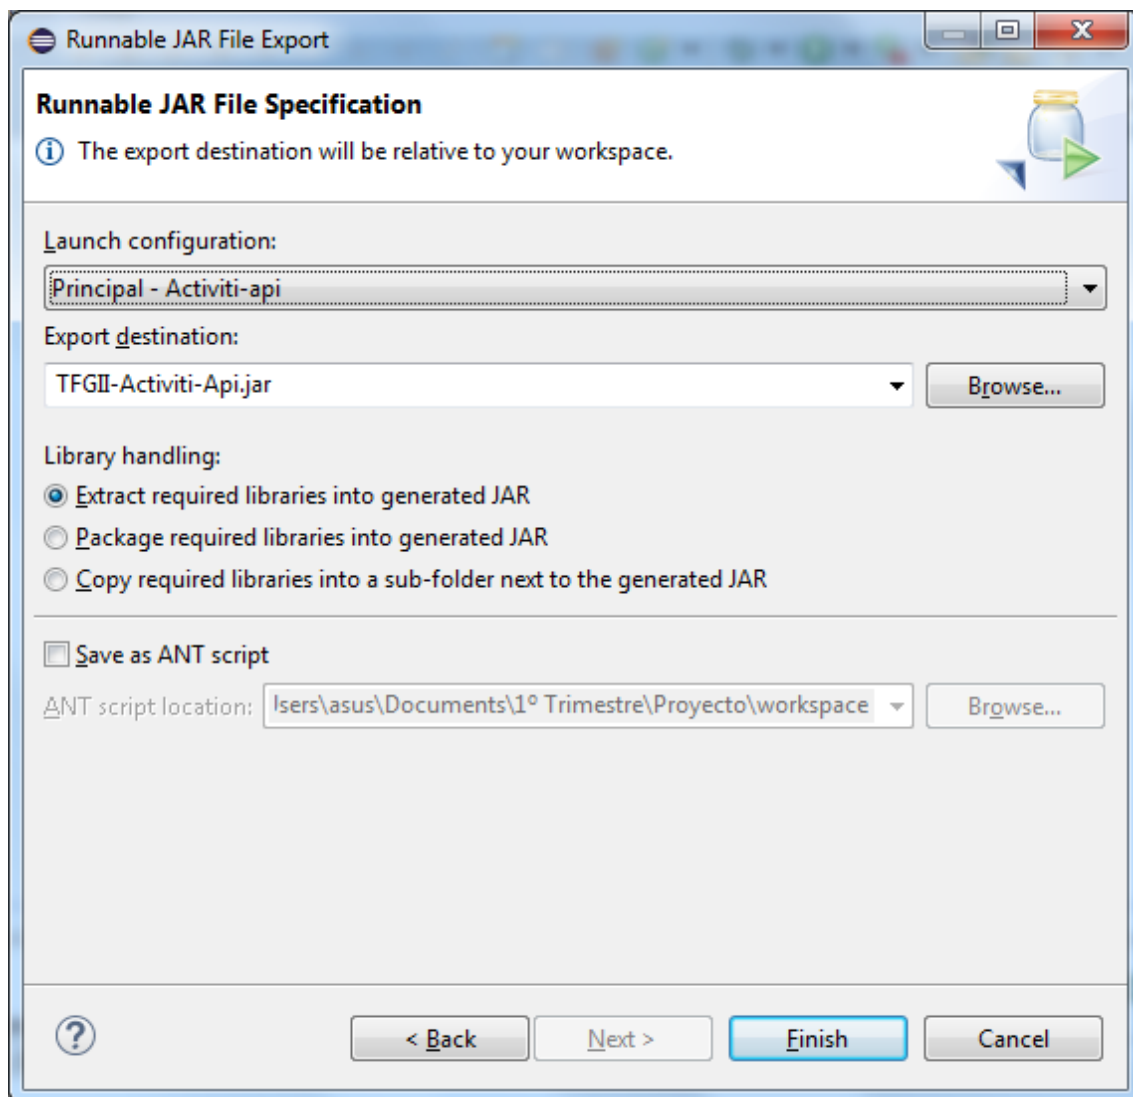 Runnable JAR File Export
Runnable JAR File Specification
The export destination will be relative to your workspace.
Launch configuration:
Principal - Activiti-api
Export destination:
TFGII-Activiti-Api.jar
Browse...
Library handling:
Extract required libraries into generated JAR
Package required libraries into generated JAR
Copy required libraries into a sub-folder next to the generated JAR
Save as ANT script
ANT script location: lsers\asus\Documents\1º Trimestre\Proyecto\workspace Browse...
< Back Next > Finish Cancel